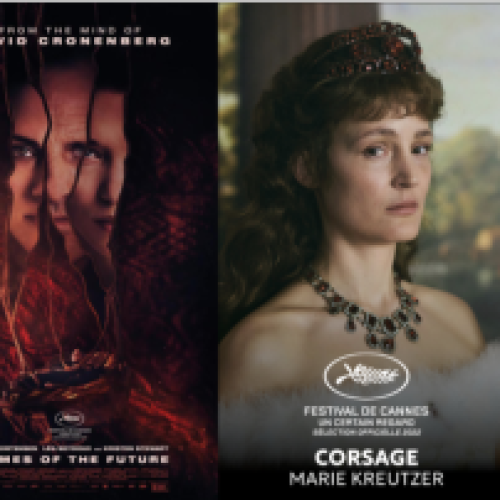 FROM THE MIND OF
VID CRONENBERG
MES OF THE FUTURE
FESTIVAL DE CANNES
UN CERTAIN REGARD
SÉLECTION OFFICIELLE 2022
CORSAGE
MARIE KREUTZER